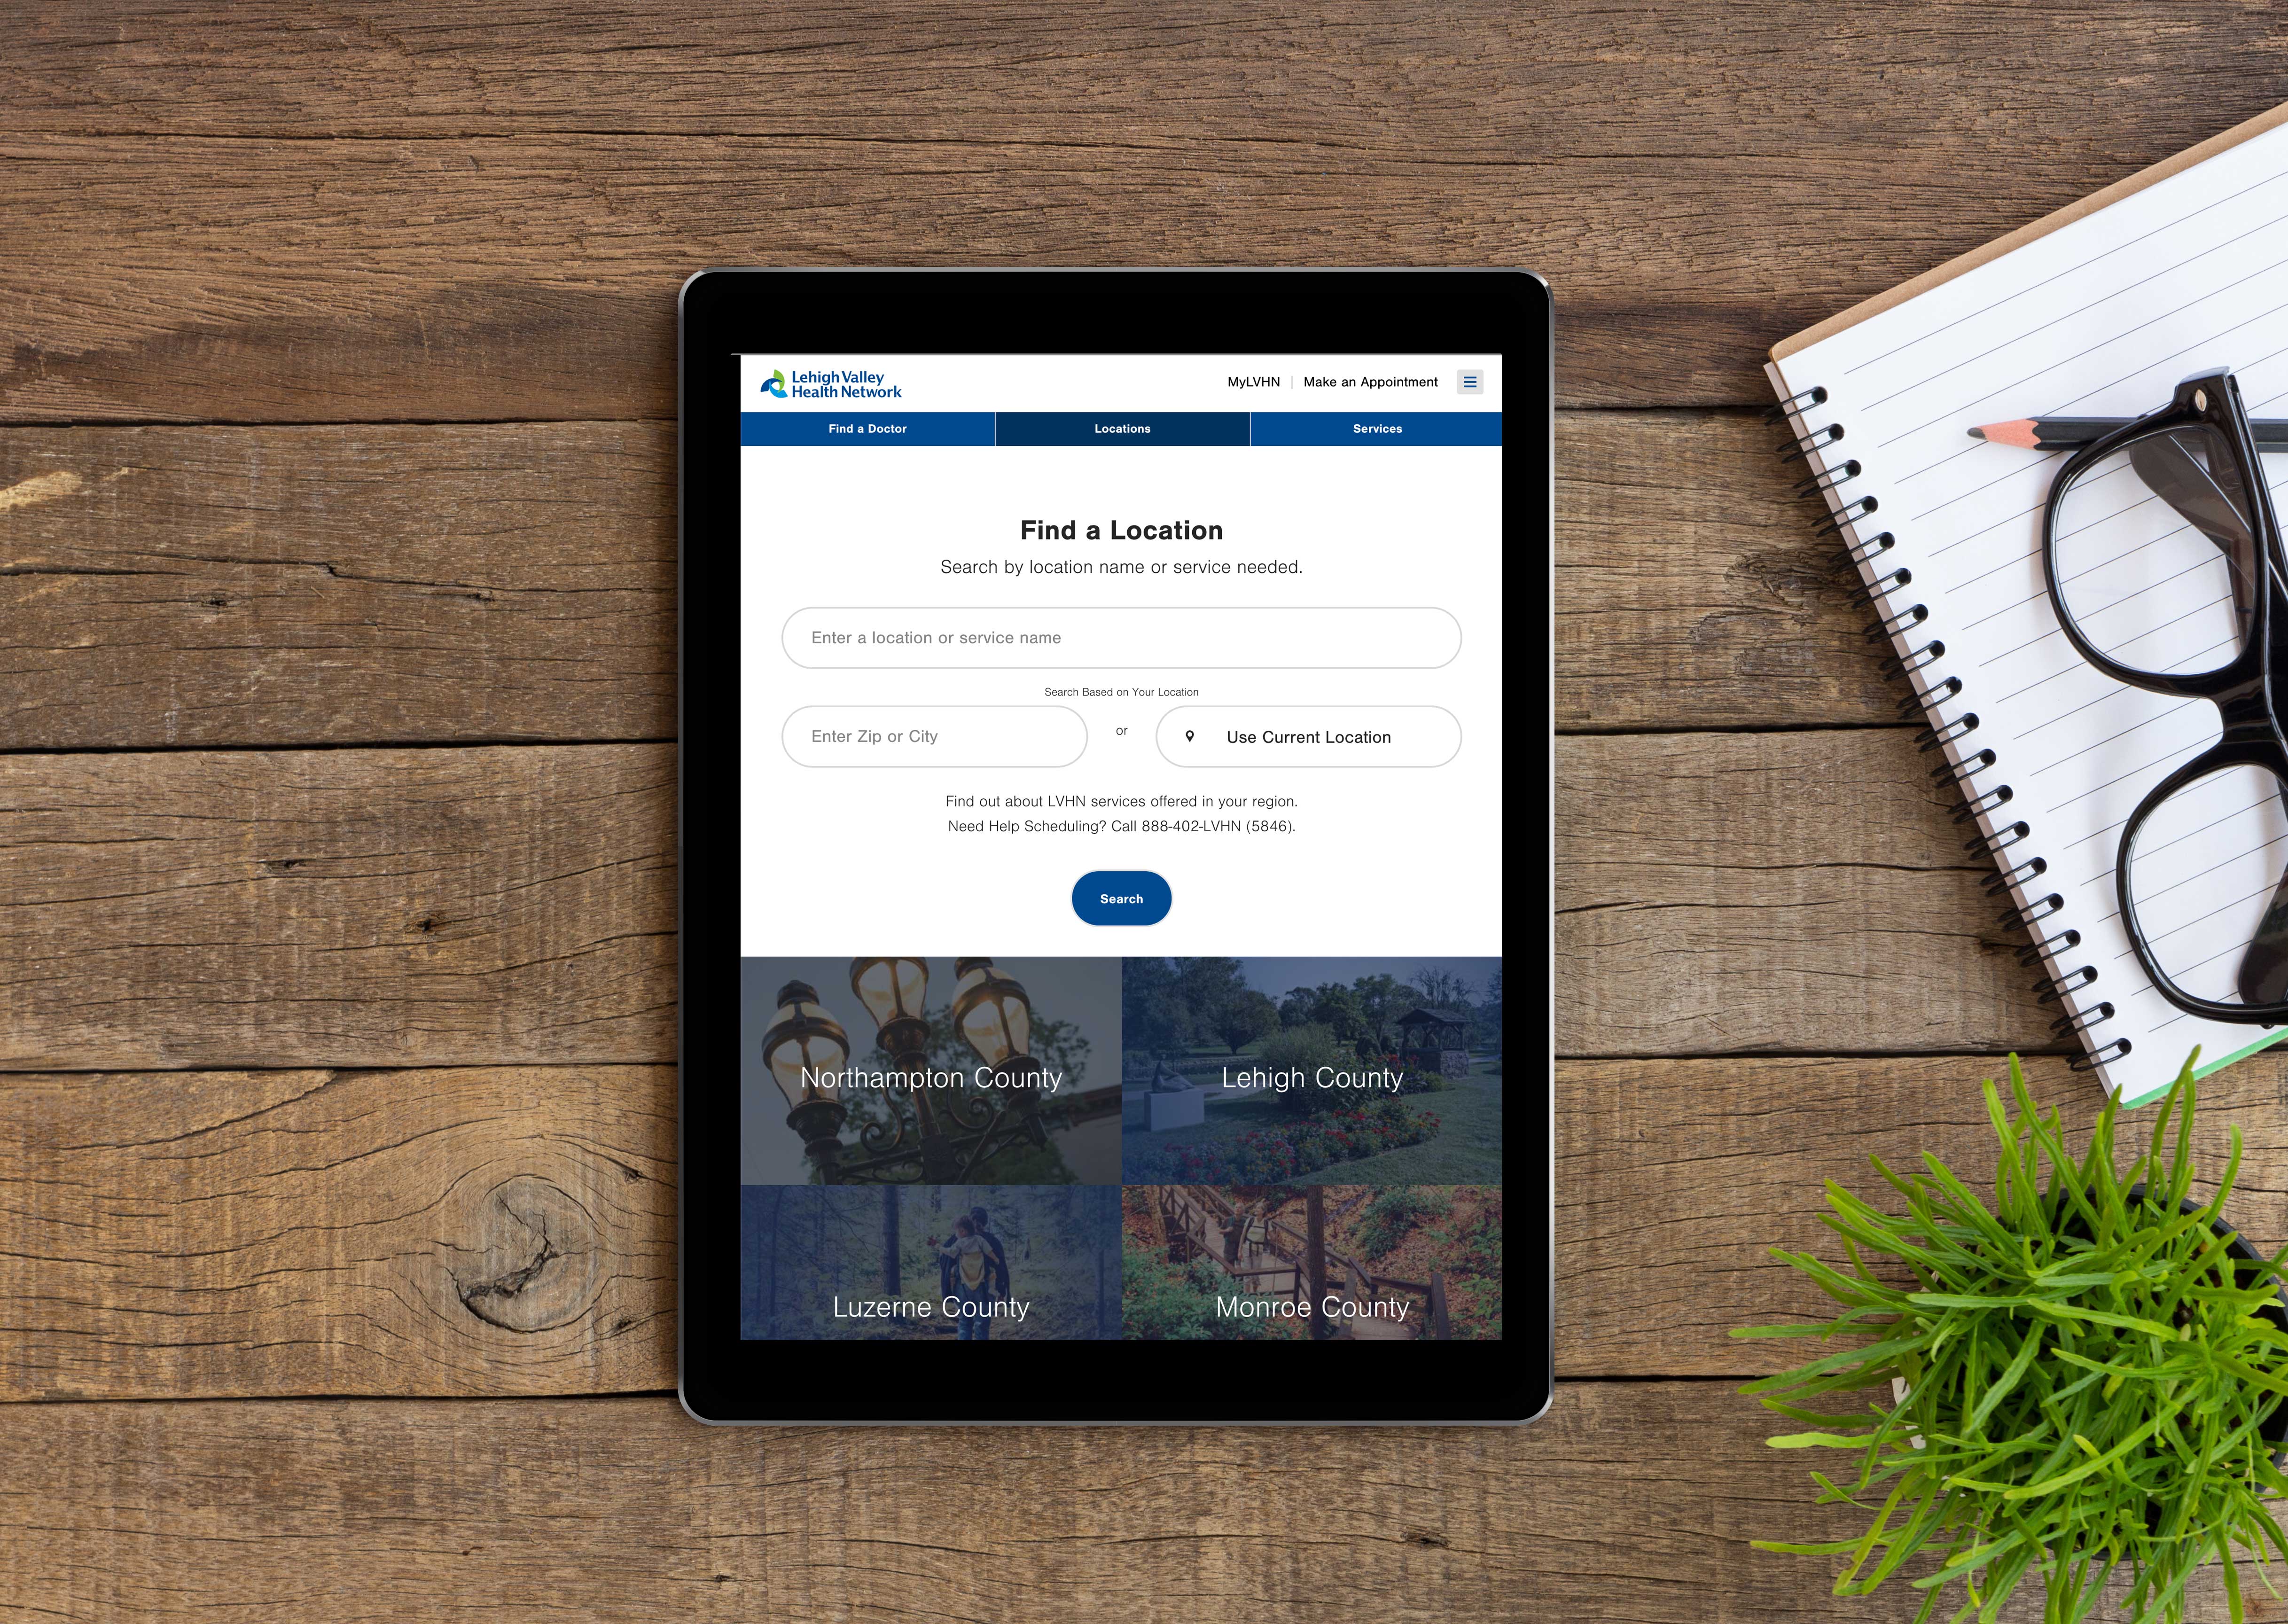 Lehigh Valley
Health Network
MyLVHN | Make an Appointment
Find a Doctor
Locations
Services
Find a Location
Search by location name or service needed.
Enter a location or service name
Search Based on Your Location
Enter Zip or City
or
Use Current Location
Find out about LVHN services offered in your region.
Need Help Scheduling? Call 888-402-LVHN (5846).
Search
Northampton County
Lehigh County
Luzerne County
Monroe County